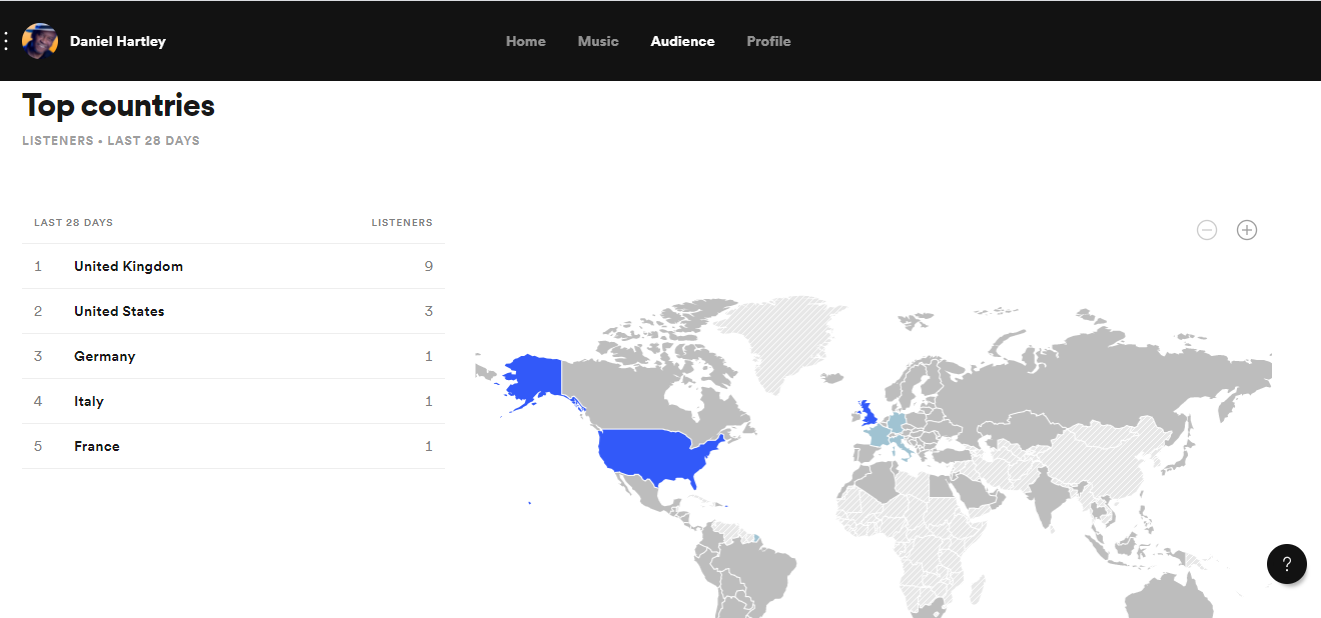 Daniel Hartley
Home Music Audience Profile
Top countries
LISTENERS • LAST 28 DAYS
LAST 28 DAYS LISTENERS
1 United Kingdom 9
2 United States 3
3 Germany 1
4 Italy 1
5 France 1
?